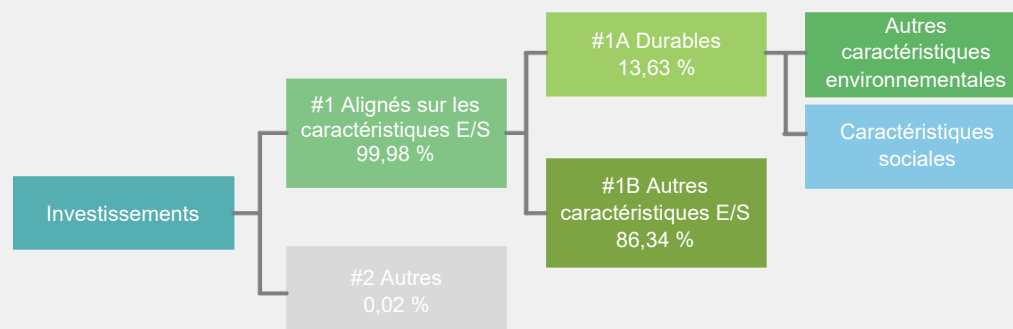 Investissements
#1 Alignés sur les
caractéristiques E/S
99,98 %
#2 Autres
0,02 %
#1A Durables
13,63 %
#1B Autres
caractéristiques E/S
86,34 %
Autres
caractéristiques
environnementales
Caractéristiques
sociales